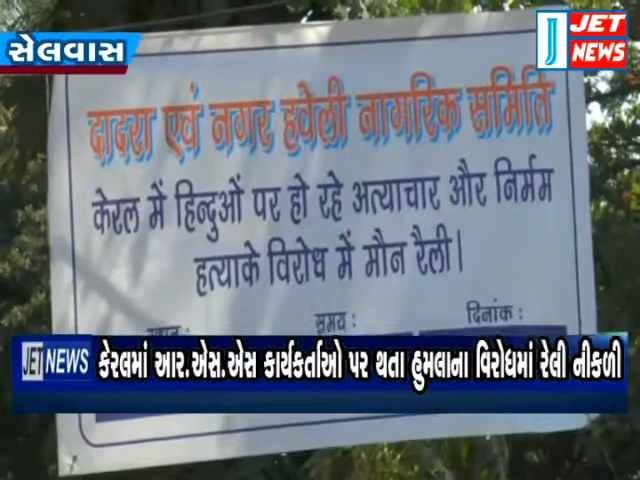 સેલવાસ
JET NEWS
दादरा एवं नगर हवेली नागरिक समिति
केरल में हिन्दुओं पर हो रहे अत्याचार और निर्मम
हत्याके विरोध में मौन रैली।
समय : दिनांक :
JET NEWS કેરલમાં આર.એસ.એસ કાર્યકર્તાઓ પર થતા હુમલાના વિરોધમાં રેલી નીકળી